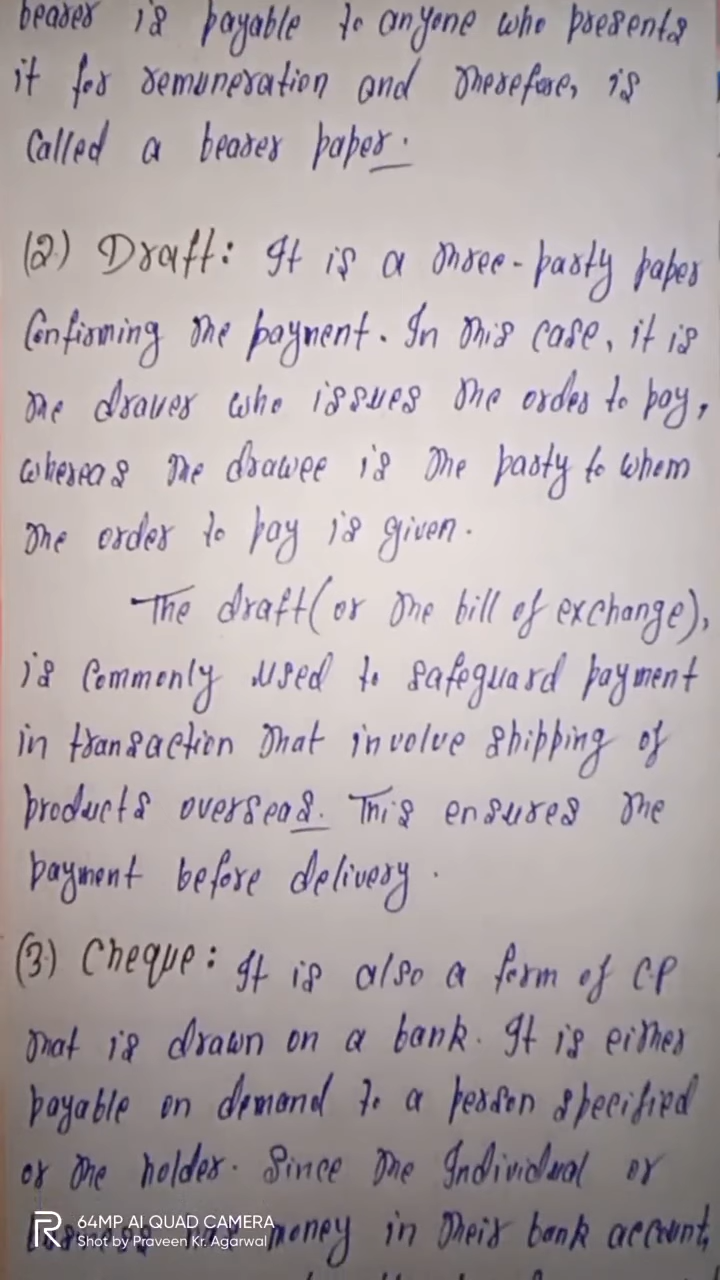 bearer is payable to anyone who presents
it for remuneration and therefore, is
called a bearer paper.
(2) Draft: It is a three-party paper
Confirming the payment. In this case, it is
the drawer who issues the order to pay,
whereas the drawee is the party to whom
the order to pay is given.
The draft (or the bill of exchange),
is commonly used to safeguard payment
in transaction that involve shipping of
products overseas. This ensures the
payment before delivery.
(3) Cheque: It is also a form of CP
that is drawn on a bank. It is either
payable on demand to a person specified
or the holder. Since the Individual or
money in their bank account,
R 64MP AI QUAD CAMERA
Shot by Praveen Kr. Agarwal